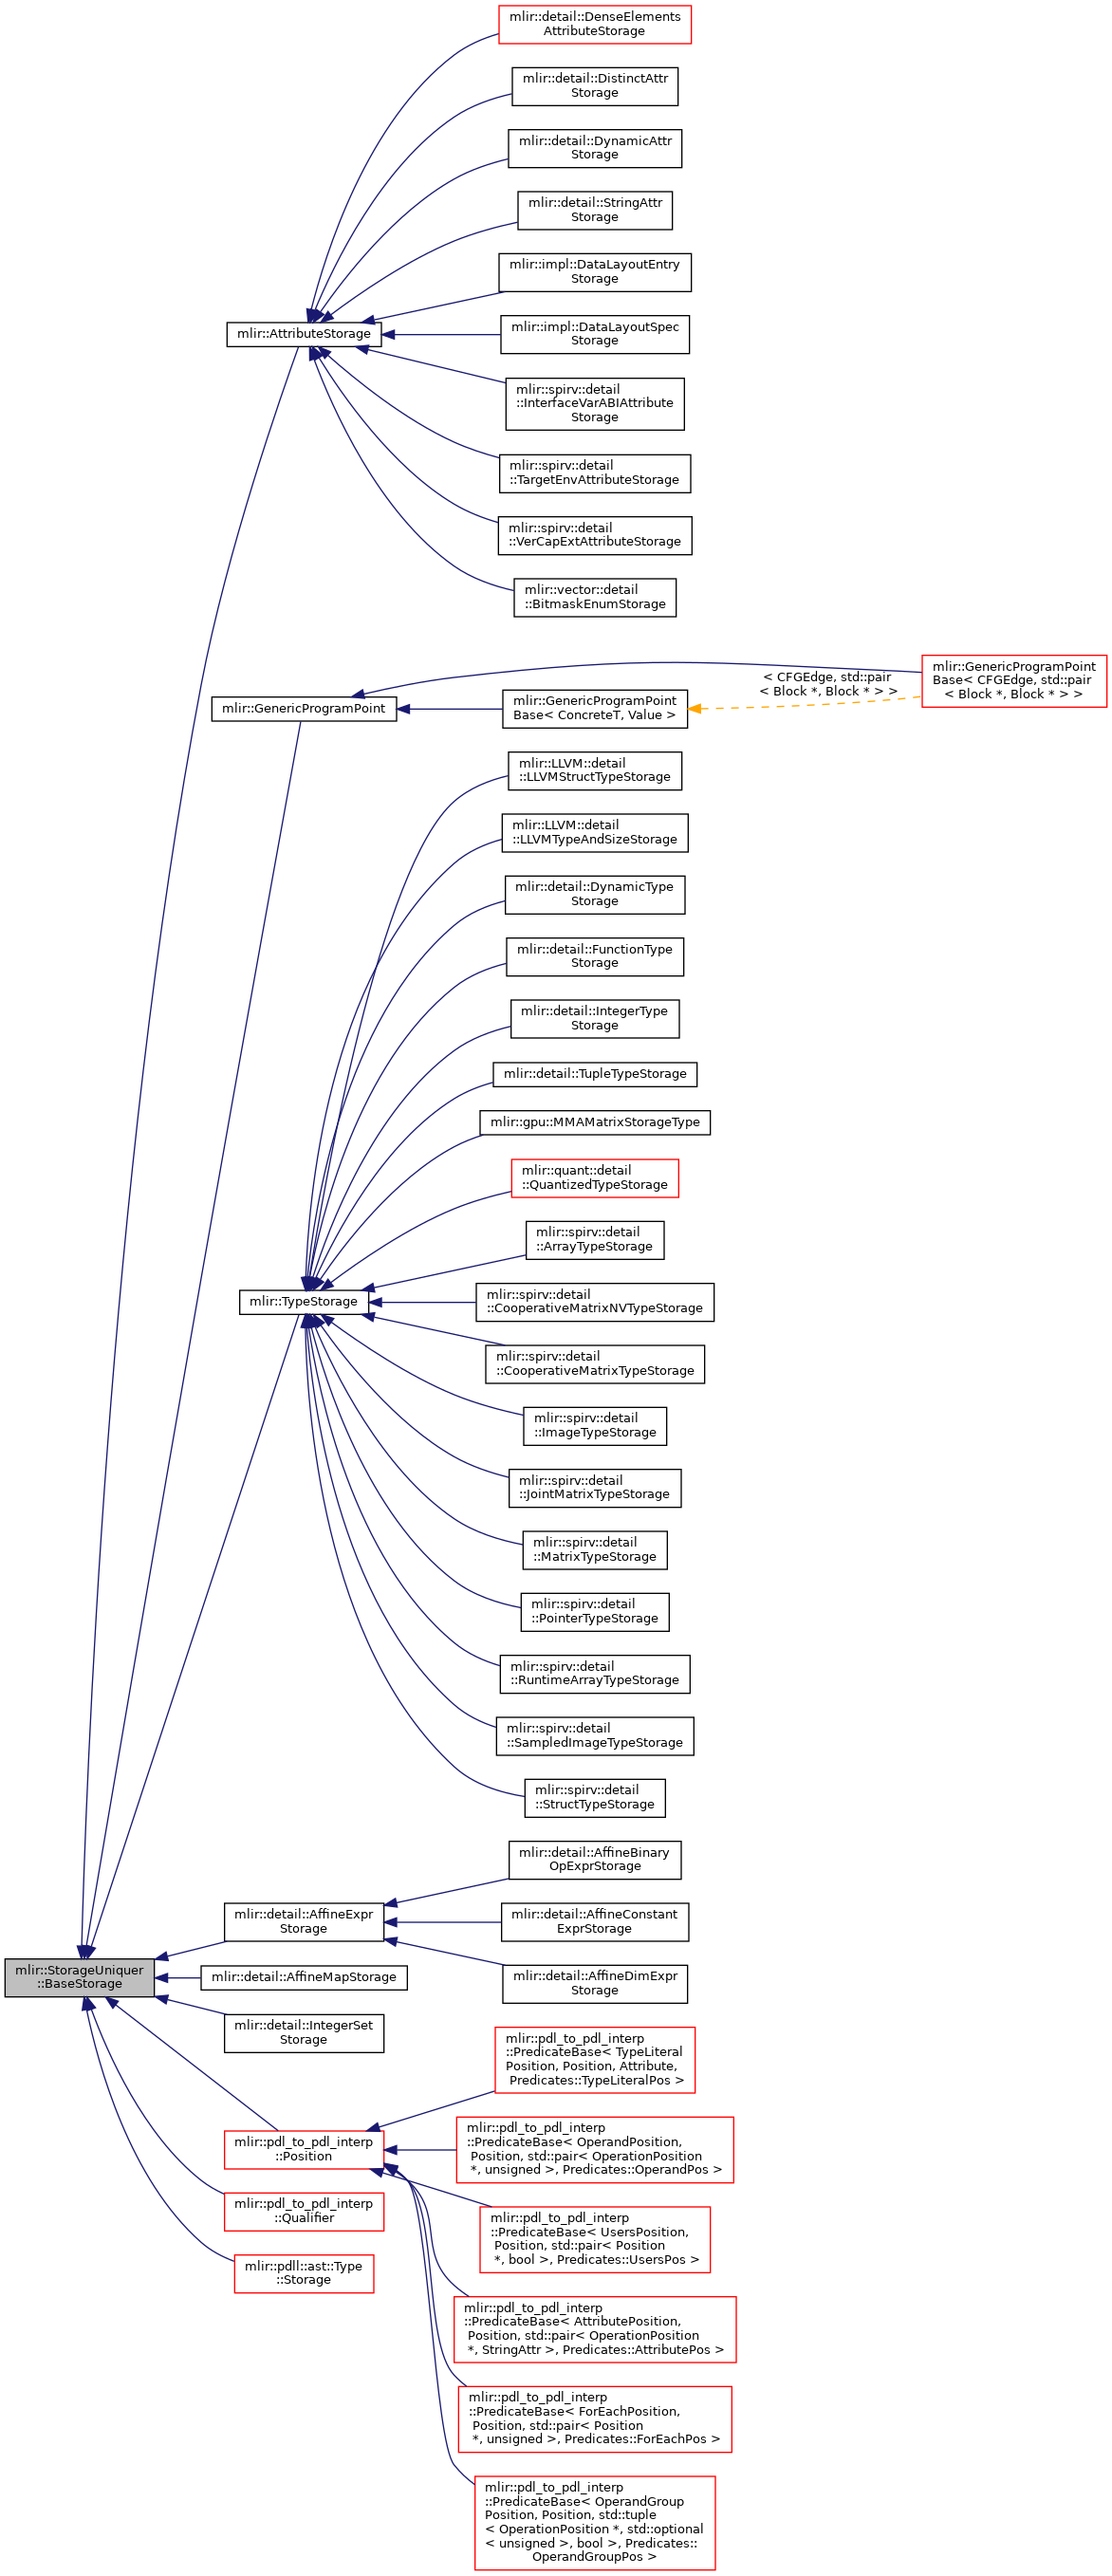 mlir::detail::DenseElements
AttributeStorage
mlir::detail::DistinctAttr
Storage
mlir::detail::DynamicAttr
Storage
mlir::detail::StringAttr
Storage
mlir::impl::DataLayoutEntry
Storage
mlir::impl::DataLayoutSpec
Storage
mlir::AttributeStorage
mlir::spirv::detail
::InterfaceVarABIAttribute
Storage
mlir::spirv::detail
::TargetEnvAttributeStorage
mlir::spirv::detail
::VerCapExtAttributeStorage
mlir::vector::detail
::BitmaskEnumStorage
mlir::GenericProgramPoint
mlir::GenericProgramPoint
Base< ConcreteT, Value >
< CFGEdge, std::pair
< Block *, Block * > >
mlir::GenericProgramPoint
Base< CFGEdge, std::pair
< Block *, Block * > >
mlir::LLVM::detail
::LLVMStructTypeStorage
mlir::LLVM::detail
::LLVMTypeAndSizeStorage
mlir::detail::DynamicType
Storage
mlir::detail::FunctionType
Storage
mlir::detail::IntegerType
Storage
mlir::detail::TupleTypeStorage
mlir::gpu::MMAMatrixStorageType
mlir::quant::detail
::QuantizedTypeStorage
mlir::spirv::detail
::ArrayTypeStorage
mlir::TypeStorage
mlir::spirv::detail
::CooperativeMatrixNVTypeStorage
mlir::spirv::detail
::CooperativeMatrixTypeStorage
mlir::spirv::detail
::ImageTypeStorage
mlir::spirv::detail
::JointMatrixTypeStorage
mlir::spirv::detail
::MatrixTypeStorage
mlir::spirv::detail
::PointerTypeStorage
mlir::spirv::detail
::RuntimeArrayTypeStorage
mlir::spirv::detail
::SampledImageTypeStorage
mlir::spirv::detail
::StructTypeStorage
mlir::detail::AffineBinary
OpExprStorage
mlir::detail::AffineExpr
Storage
mlir::detail::AffineConstant
ExprStorage
mlir::StorageUniquer
::BaseStorage
mlir::detail::AffineMapStorage
mlir::detail::AffineDimExpr
Storage
mlir::detail::IntegerSet
Storage
mlir::pdl_to_pdl_interp
::PredicateBase< TypeLiteral
Position, Position, Attribute,
Predicates::TypeLiteralPos >
mlir::pdl_to_pdl_interp
::Position
mlir::pdl_to_pdl_interp
::PredicateBase< OperandPosition,
Position, std::pair< OperationPosition
*, unsigned >, Predicates::OperandPos >
mlir::pdl_to_pdl_interp
::Qualifier
mlir::pdl_to_pdl_interp
::PredicateBase< UsersPosition,
Position, std::pair< Position
*, bool >, Predicates::UsersPos >
mlir::pdll::ast::Type
::Storage
mlir::pdl_to_pdl_interp
::PredicateBase< AttributePosition,
Position, std::pair< OperationPosition
*, StringAttr >, Predicates::AttributePos >
mlir::pdl_to_pdl_interp
::PredicateBase< ForEachPosition,
Position, std::pair< Position
*, unsigned >, Predicates::ForEachPos >
mlir::pdl_to_pdl_interp
::PredicateBase< OperandGroup
Position, Position, std::tuple
< OperationPosition *, std::optional
< unsigned >, bool >, Predicates::
OperandGroupPos >